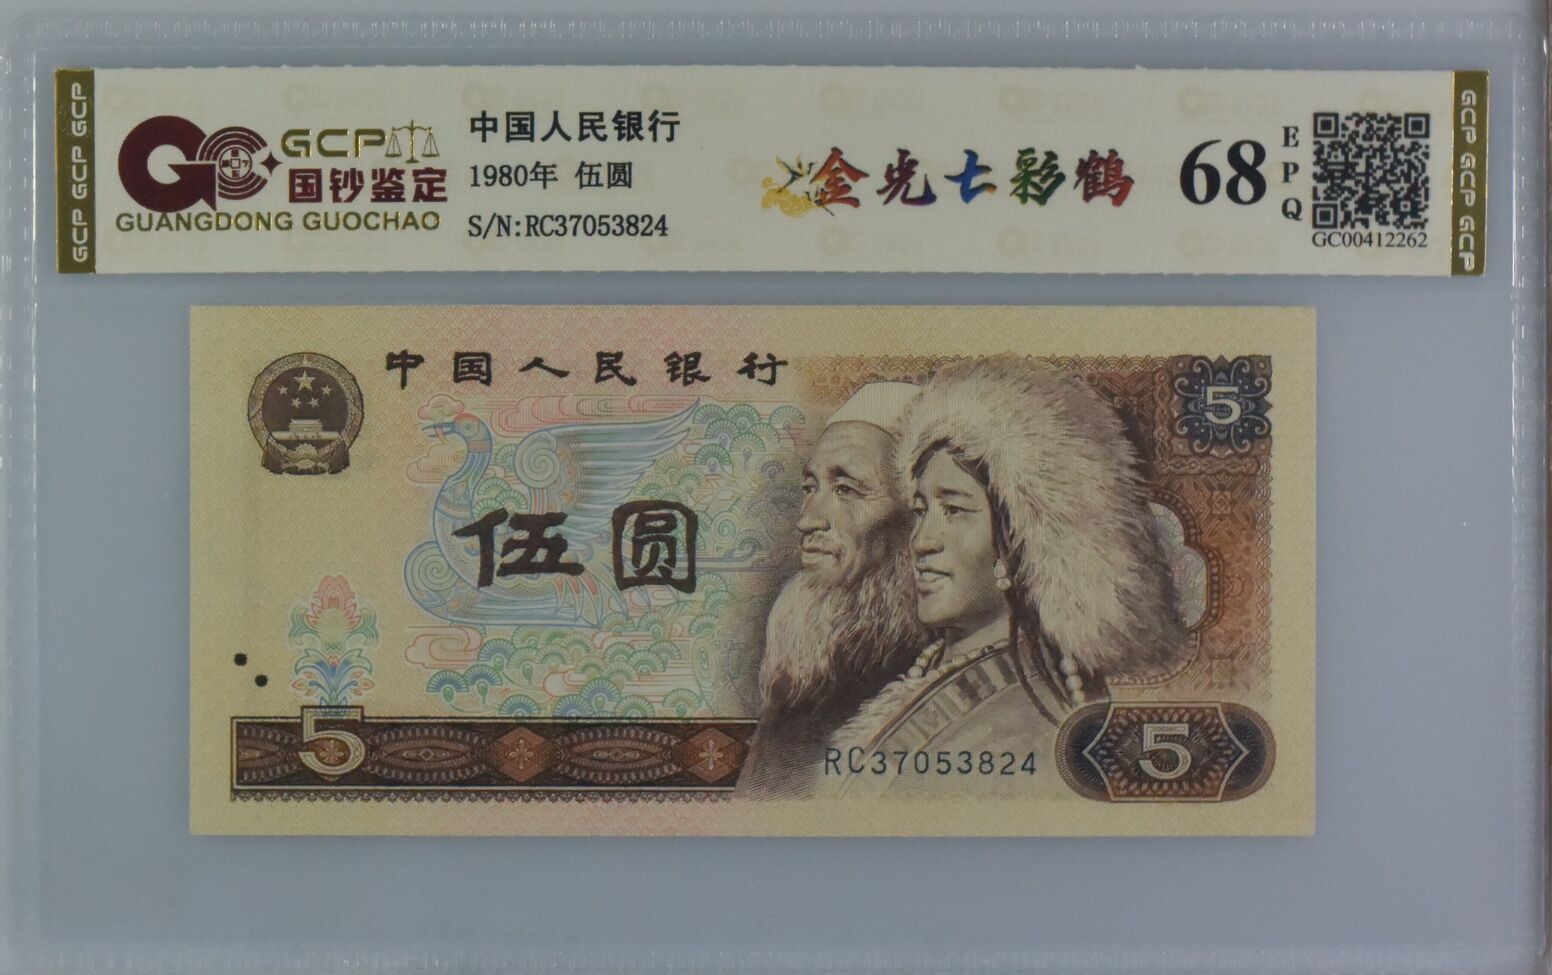 GCP GCP GCP
GCP
国钞鉴定
GUANGDONG GUOCHAO
中国人民银行
1980年 伍圆
S/N:RC37053824
金光七彩鹤
68
EPQ
GC00412262
GCP GCP GCP
中国人民银行
5
伍圆
5
RC37053824
5